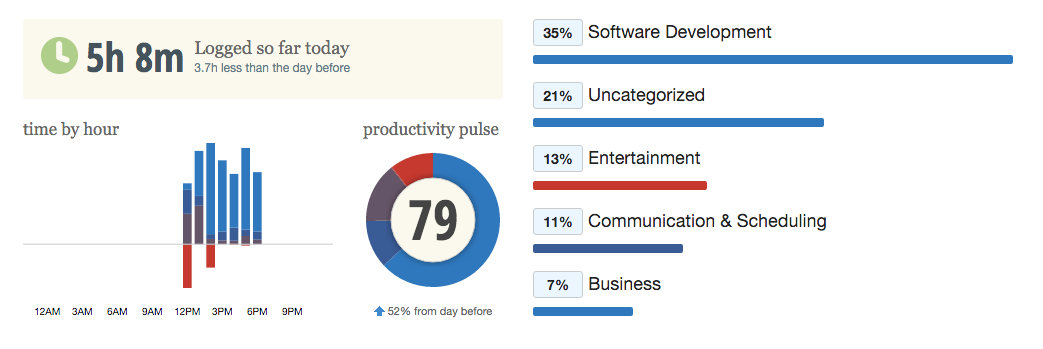 5h 8m
Logged so far today
3.7h less than the day before
time by hour
12AM 3AM 6AM 9AM 12PM 3PM 6PM 9PM
productivity pulse
79
52% from day before
35% Software Development
21% Uncategorized
13% Entertainment
11% Communication & Scheduling
7% Business